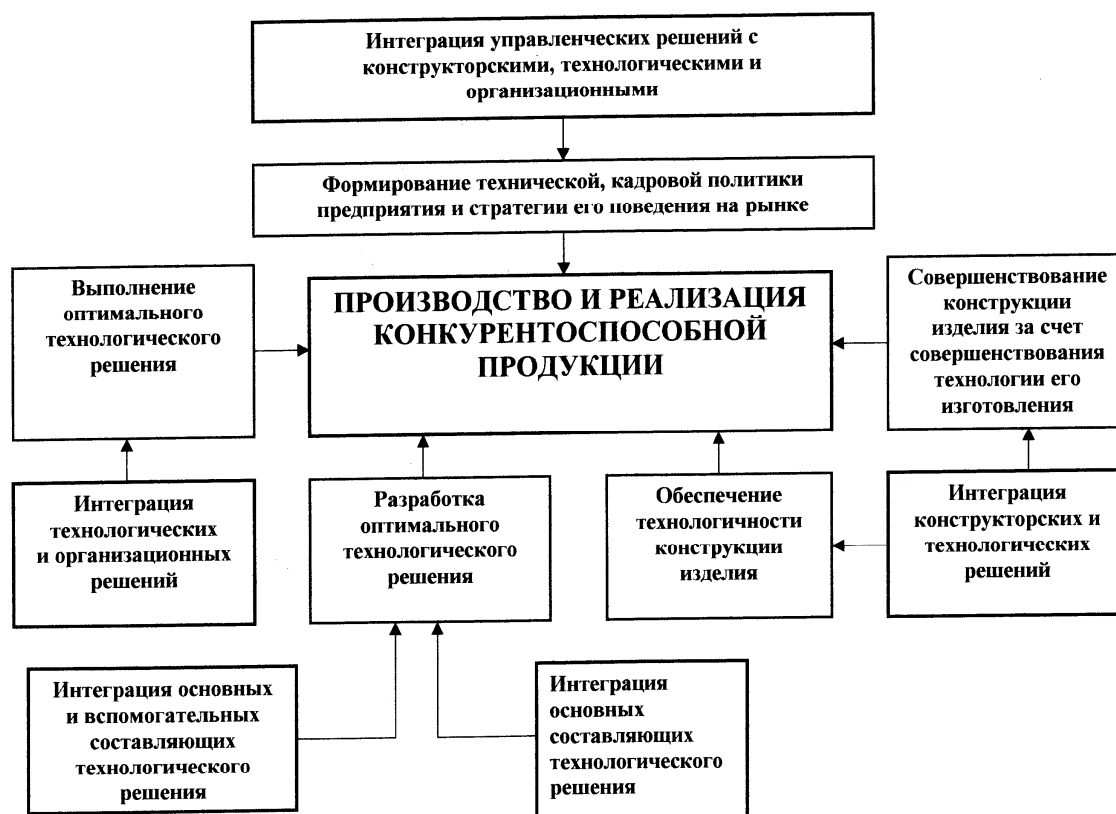 Интеграция управленческих решений с
конструкторскими, технологическими и
организационными
Формирование технической, кадровой политики
предприятия и стратегии его поведения на рынке
Выполнение
оптимального
технологического
решения
ПРОИЗВОДСТВО И РЕАЛИЗАЦИЯ
КОНКУРЕНТОСПОСОБНОЙ
ПРОДУКЦИИ
Совершенствование
конструкции
изделия за счет
совершенствования
технологии его
изготовления
Интеграция
технологических
и организационных
решений
Разработка
оптимального
технологического
решения
Обеспечение
технологичности
конструкции
изделия
Интеграция
конструкторских и
технологических
решений
Интеграция основных
и вспомогательных
составляющих
технологического
решения
Интеграция
основных
составляющих
технологического
решения